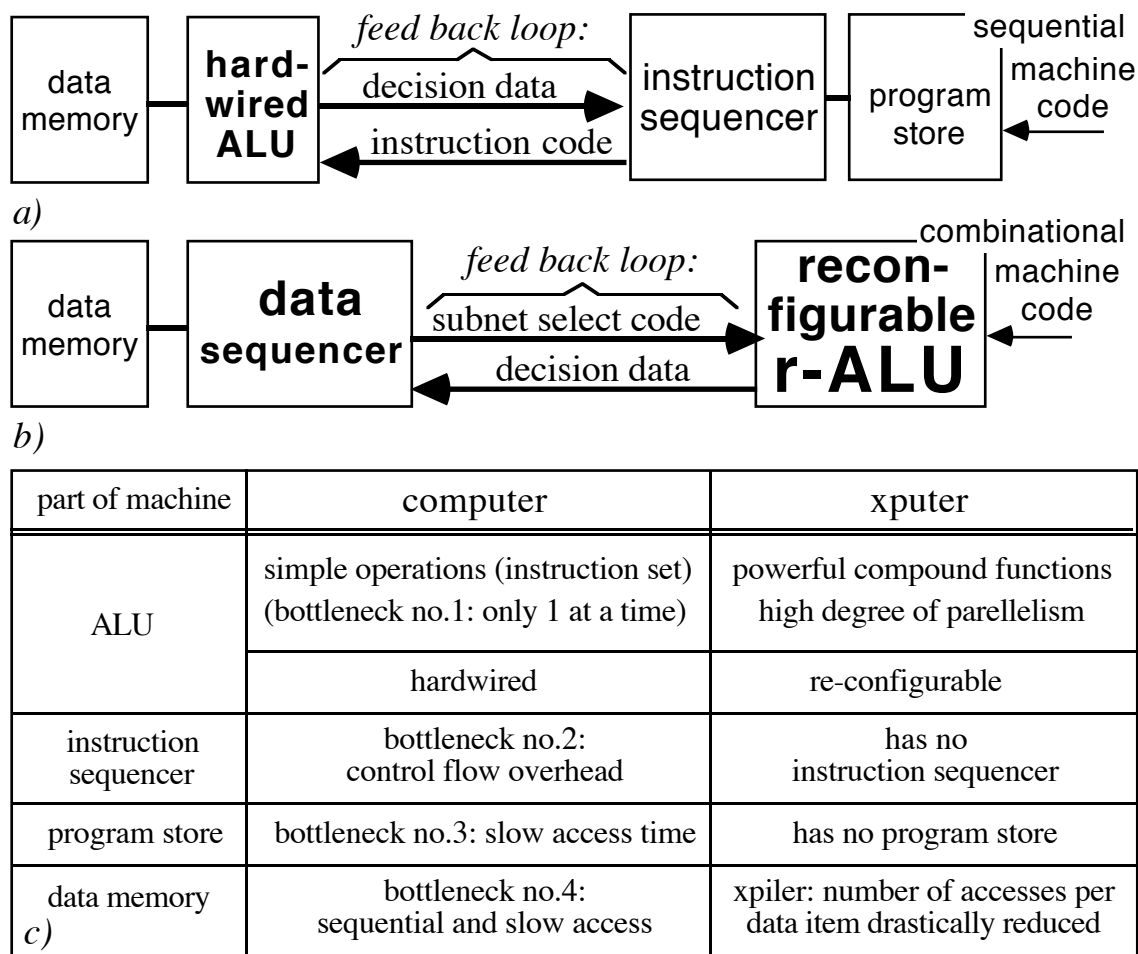 data
memory
hard-
wired
ALU
feed back loop:
decision data
instruction code
instruction
sequencer
program
store
sequential
machine
code
a)
data
memory
data
sequencer
feed back loop:
subnet select code
decision data
recon-
figurable
r-ALU
combinational
machine
code
b)
part of machine
computer
xputer
ALU
simple operations (instruction set)
(bottleneck no.1: only 1 at a time)
powerful compound functions
high degree of parellelism
hardwired
re-configurable
instruction
sequencer
bottleneck no.2:
control flow overhead
has no
instruction sequencer
program store
bottleneck no.3: slow access time
has no program store
data memory
bottleneck no.4:
sequential and slow access
xpiler: number of accesses per
data item drastically reduced
c)